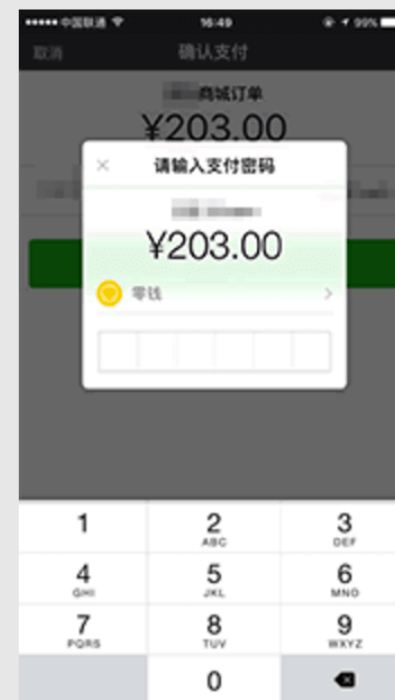 中国联通 16:49 99%
取消 确认支付
商城订单
¥203.00
× 请输入支付密码
¥203.00
零钱
1 2 3
ABC DEF
4 5 6
GHI JKL MNO
7 8 9
PQRS TUV WXYZ
0